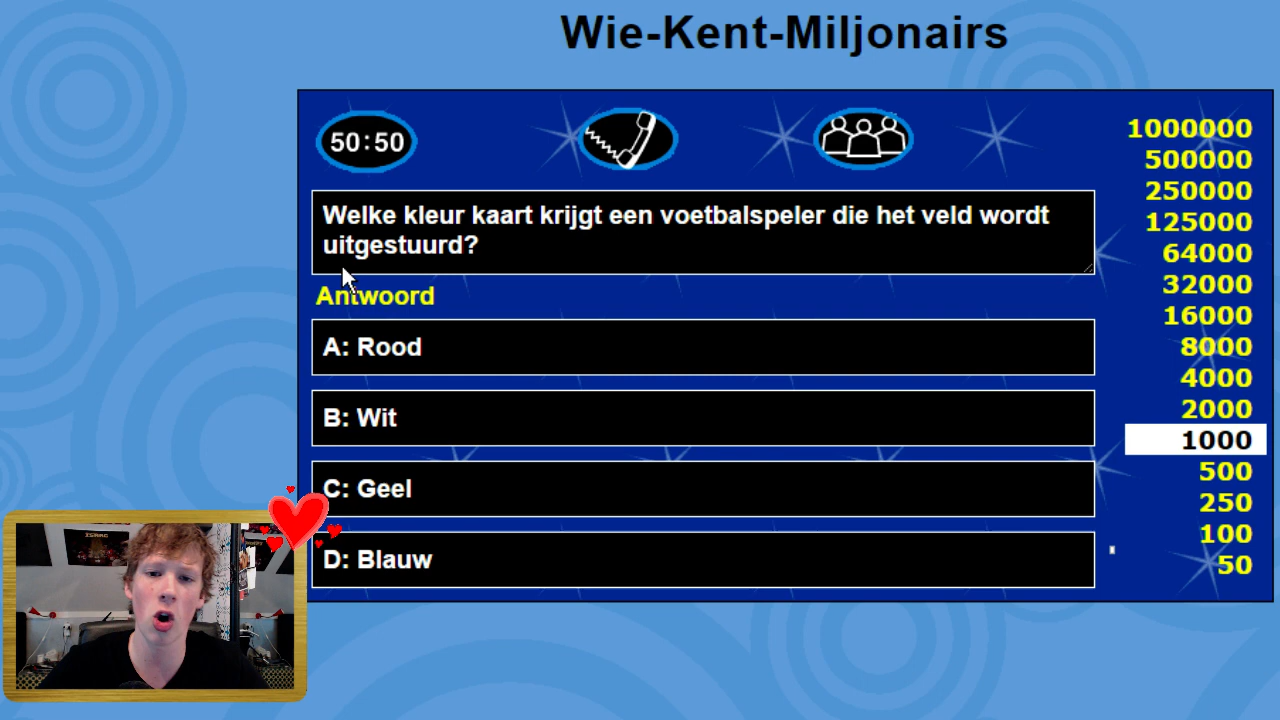 Wie-Kent-Miljonairs
50:50
Welke kleur kaart krijgt een voetbalspeler die het veld wordt
uitgestuurd?
Antwoord
A: Rood
B: Wit
C: Geel
D: Blauw
1000000
500000
250000
125000
64000
32000
16000
8000
4000
2000
1000
500
250
100
50